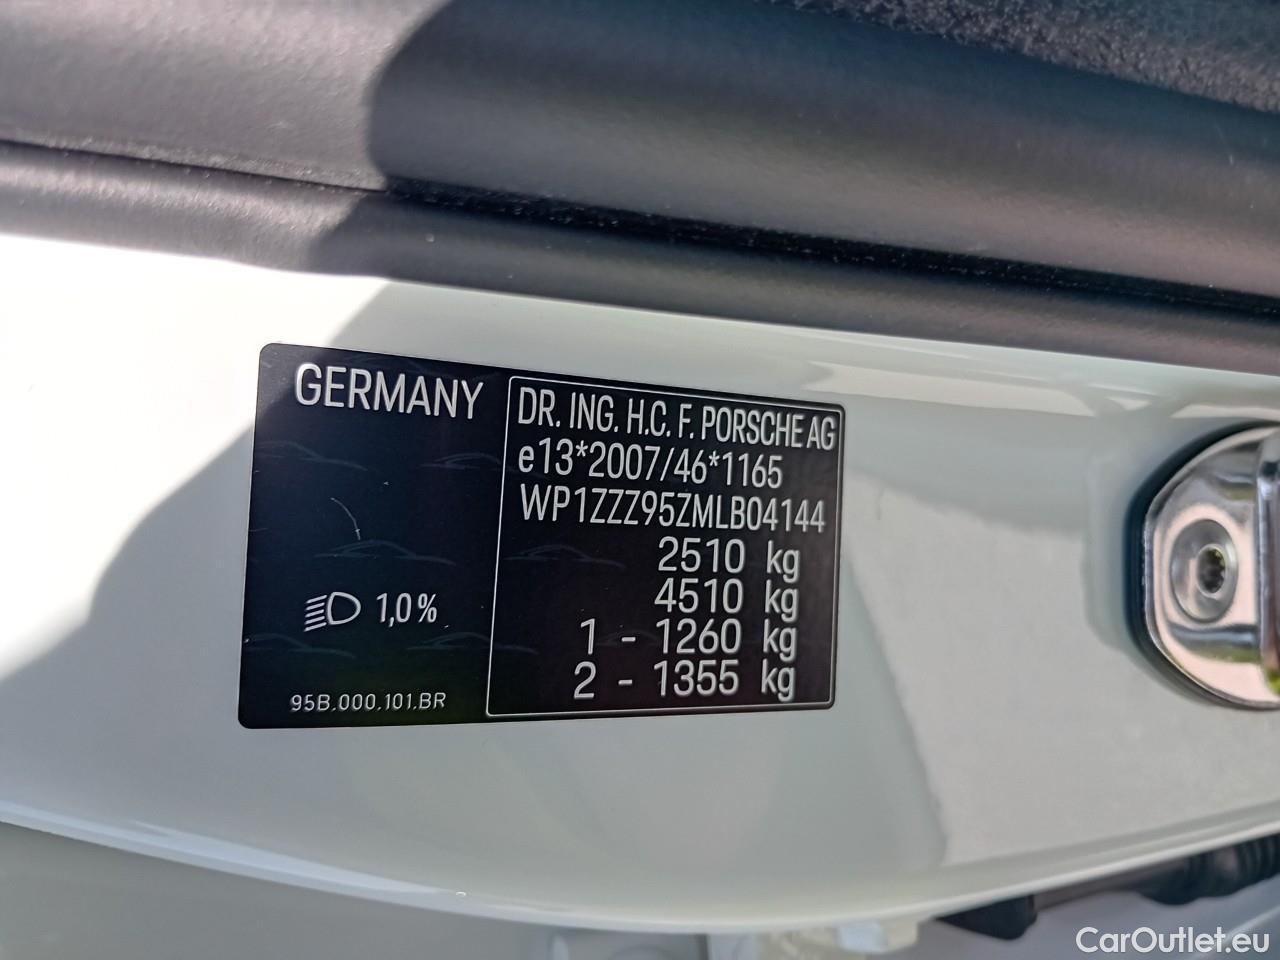 GERMANY
1,0%
95B.000.101.BR
DR. ING. H.C. F. PORSCHE AG
e13*2007/46*1165
WP1ZZZ95ZMLB04144
2510 kg
4510 kg
1 - 1260 kg
2 - 1355 kg
CarOutlet.eu